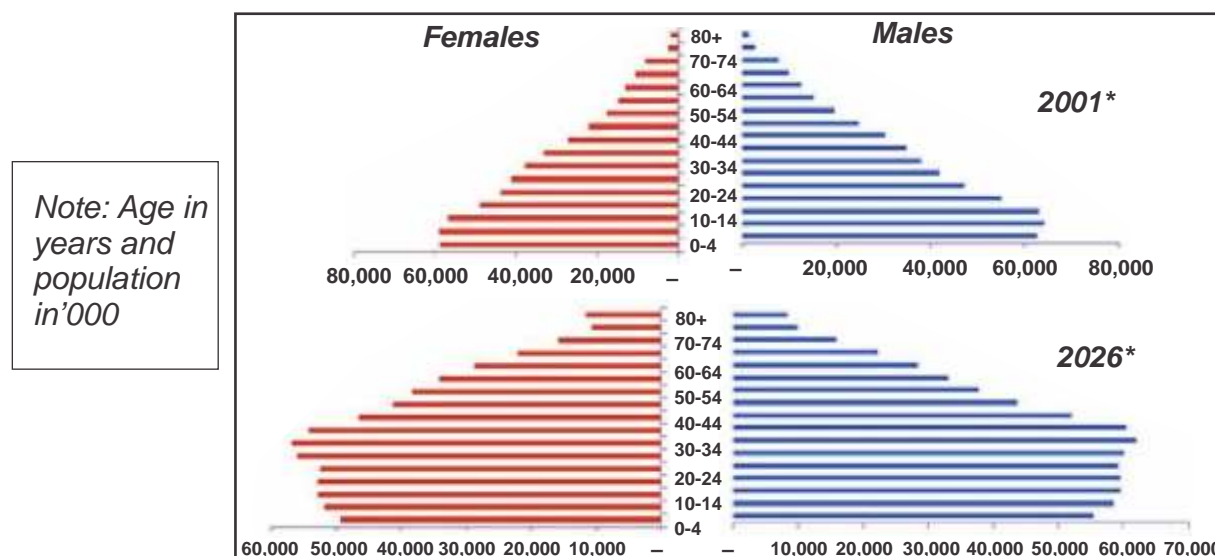 Note: Age in
years and
population
in'000
Females
Males
2001*
80+
70-74
60-64
50-54
40-44
30-34
20-24
10-14
0-4
80,000 60,000 40,000 20,000 –
– 20,000 40,000 60,000 80,000
2026*
80+
70-74
60-64
50-54
40-44
30-34
20-24
10-14
0-4
60,000 50,000 40,000 30,000 20,000 10,000 –
– 10,000 20,000 30,000 40,000 50,000 60,000 70,000